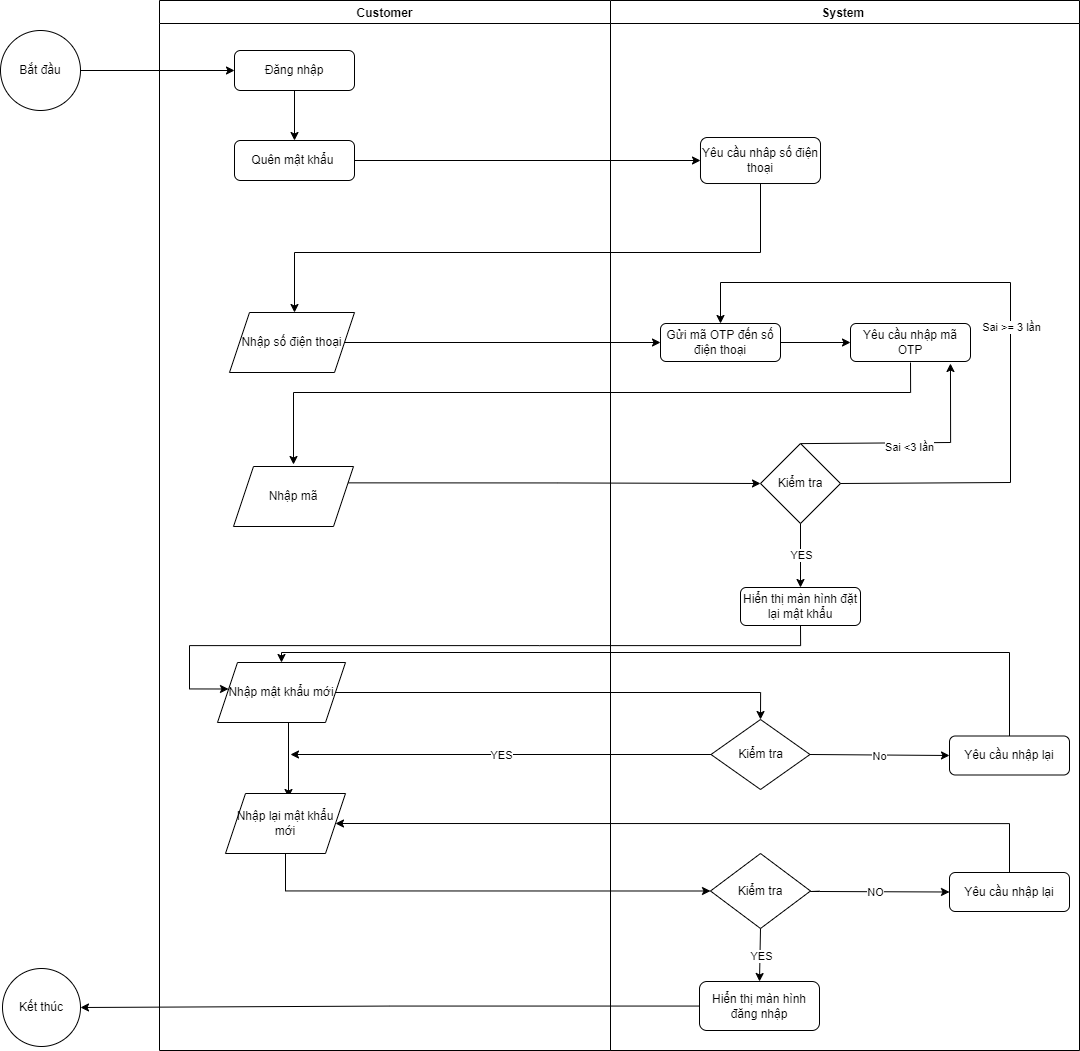 Customer
System
Bắt đầu
Đăng nhập
Quên mật khẩu
Yêu cầu nhâp số điện
thoại
Nhập số điện thoại
Gửi mã OTP đến số
điện thoại
Yêu cầu nhập mã
OTP
Sai >= 3 lần
Sai <3 lần
Nhập mã
Kiểm tra
YES
Hiển thị màn hình đặt
lại mật khẩu
Nhập mật khẩu mới
YES
Kiểm tra
No
Yêu cầu nhập lại
Nhập lại mật khẩu
mới
Kiểm tra
NO
Yêu cầu nhập lại
YES
Hiển thị màn hình
đăng nhập
Kết thúc